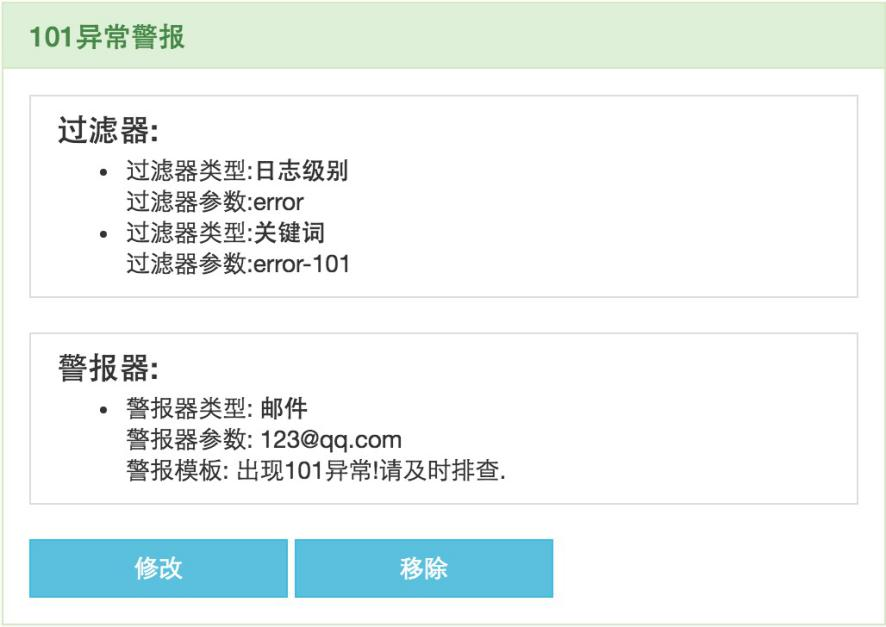 101异常警报
过滤器:
• 过滤器类型:日志级别
过滤器参数:error
• 过滤器类型:关键词
过滤器参数:error-101
警报器:
• 警报器类型: 邮件
警报器参数: 123@qq.com
警报模板: 出现101异常!请及时排查.
修改
移除